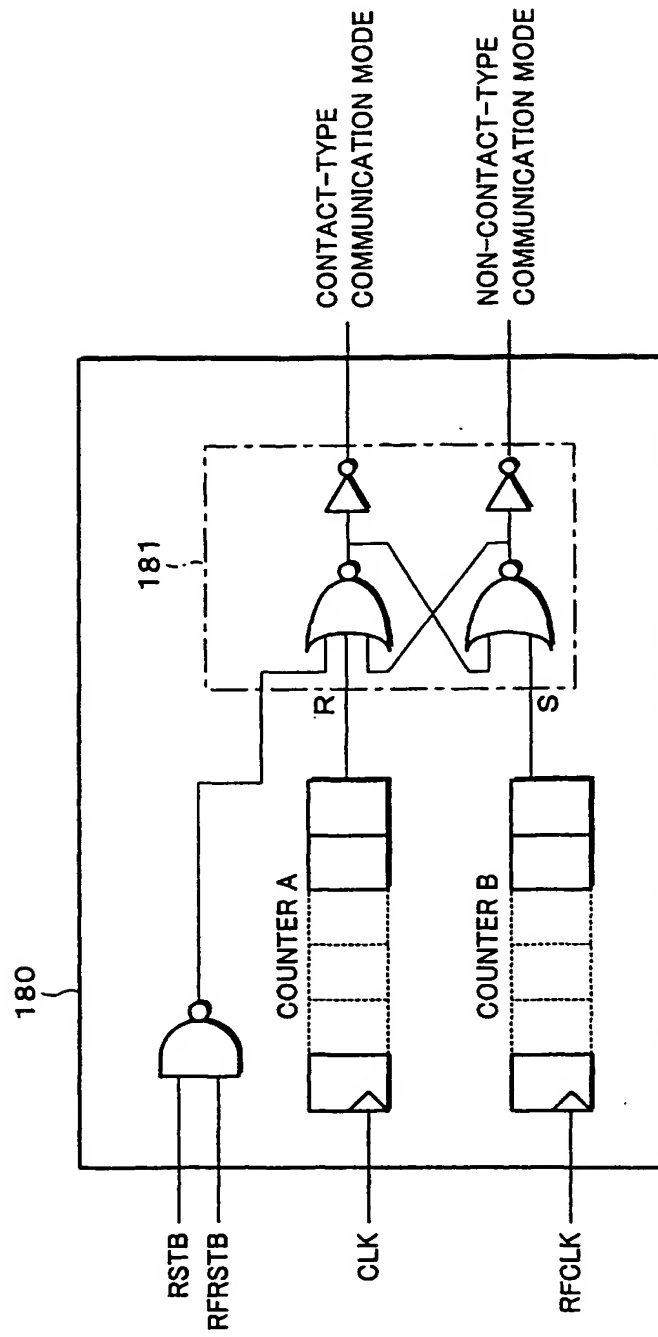 180
RSTB
RFRSTB
CLK
RFCLK
COUNTER A
COUNTER B
181
R
S
CONTACT-TYPE
COMMUNICATION MODE
NON-CONTACT-TYPE
COMMUNICATION MODE